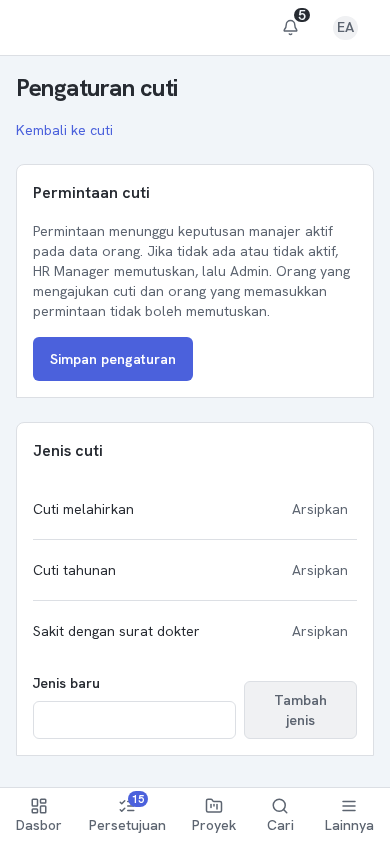 5
EA
Pengaturan cuti
Kembali ke cuti
Permintaan cuti
Permintaan menunggu keputusan manajer aktif
pada data orang. Jika tidak ada atau tidak aktif,
HR Manager memutuskan, lalu Admin. Orang yang
mengajukan cuti dan orang yang memasukkan
permintaan tidak boleh memutuskan.
Simpan pengaturan
Jenis cuti
Cuti melahirkan Arsipkan
Cuti tahunan Arsipkan
Sakit dengan surat dokter Arsipkan
Jenis baru
Tambah
jenis
15
Dasbor Persetujuan Proyek Cari Lainnya